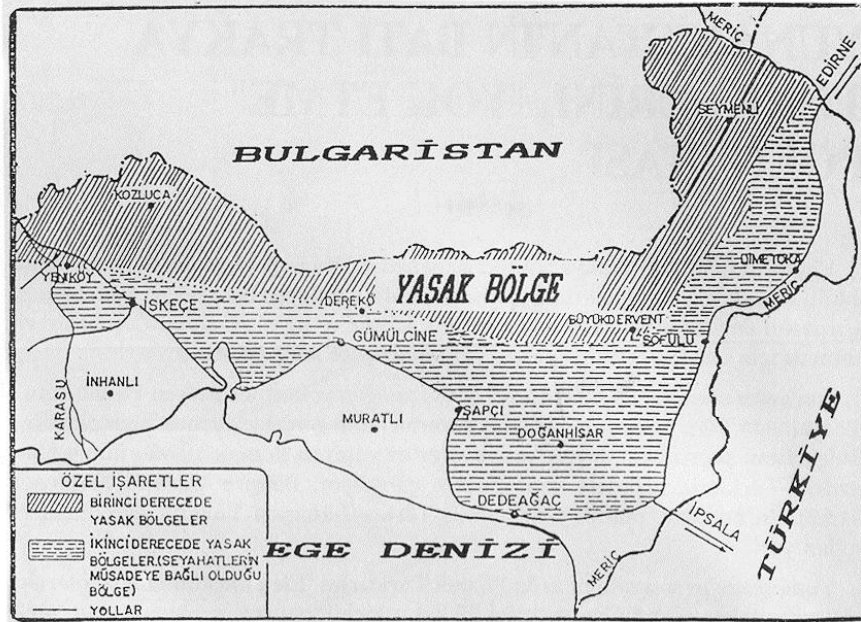 MERİÇ
EDİRNE
SEYMENLİ
BULGARİSTAN
KOZLUCA
DİMETOKA
YENİKÖY
MERİÇ
İSKEÇE
DEREKÖ
YASAK BÖLGE
BÜYÜKDERVENT
SOFULU
GÜMÜLCİNE
İNHANLI
KARASU
MURATLI
ŞAPÇI
DOĞANHİSAR
TÜRKİYE
DEDEAĞAÇ
İPSALA
MERİÇ
EGE DENİZİ
ÖZEL İŞARETLER
BİRİNCİ DERECEDE
YASAK BÖLGELER
İKİNCİ DERECEDE YASAK
BÖLGELER,(SEYAHATLERİN
MÜSADEYE BAĞLI OLDUĞU
BÖLGE)
YOLLAR